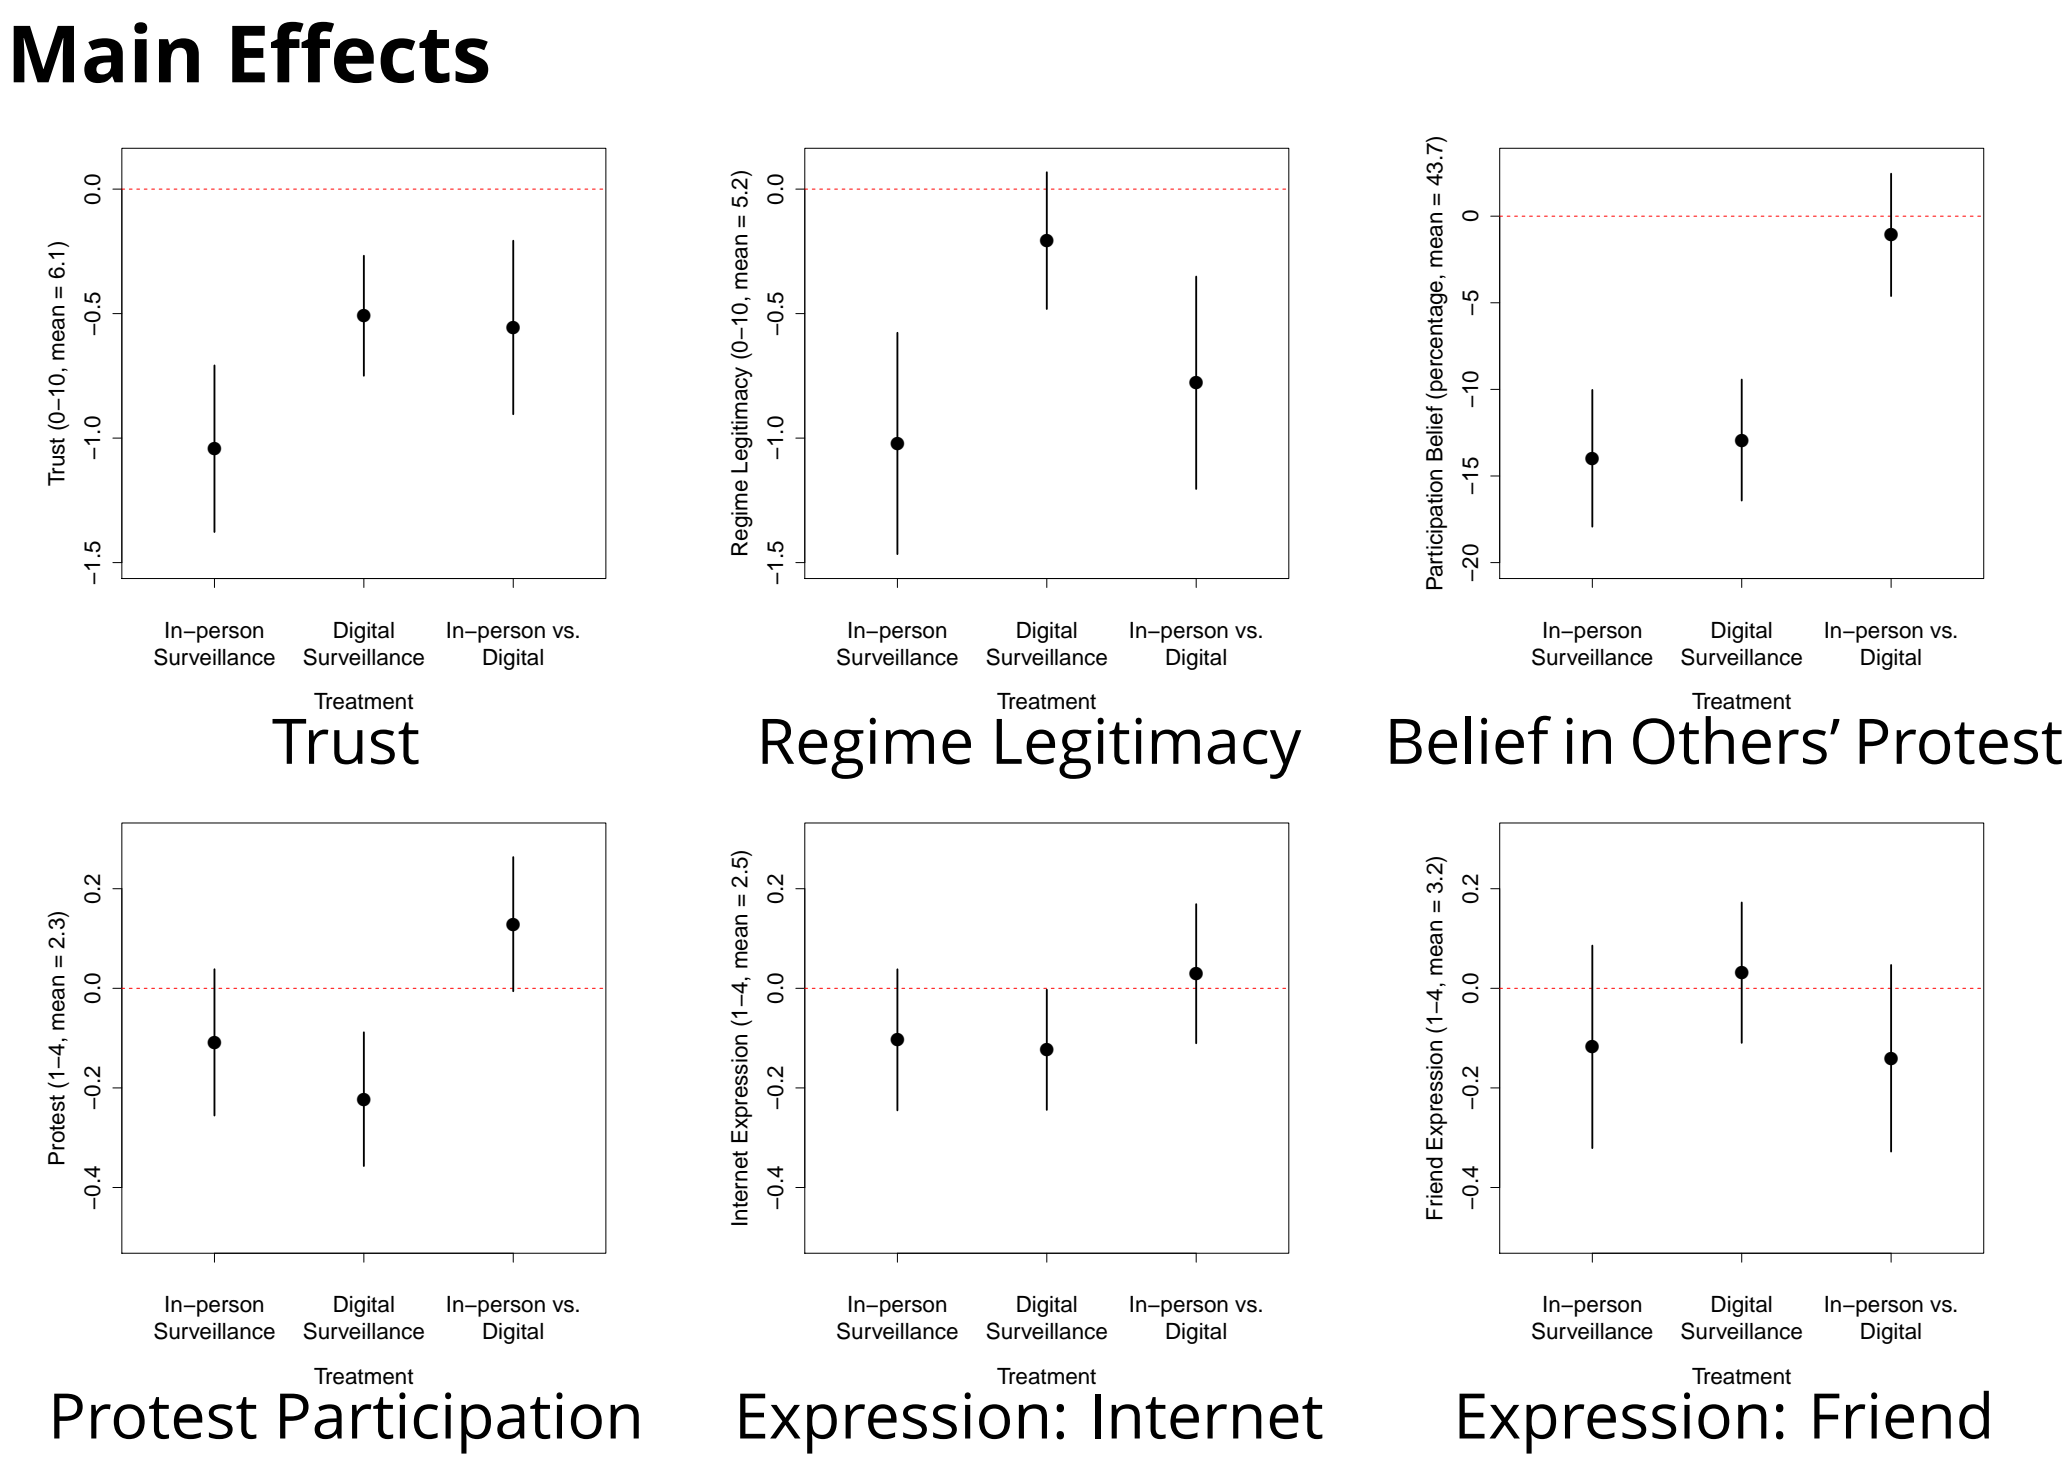 Main Effects
Trust (0−10, mean = 6.1)
0.0
−0.5
−1.0
−1.5
In−person
Surveillance
Digital
Surveillance
In−person vs.
Digital
Treatment
Trust
Regime Legitimacy (0−10, mean = 5.2)
0.0
−0.5
−1.0
−1.5
In−person
Surveillance
Digital
Surveillance
In−person vs.
Digital
Treatment
Regime Legitimacy
Participation Belief (percentage, mean = 43.7)
0
−5
−10
−15
−20
In−person
Surveillance
Digital
Surveillance
In−person vs.
Digital
Treatment
Belief in Others’ Protest
Protest (1−4, mean = 2.3)
0.2
0.0
−0.2
−0.4
In−person
Surveillance
Digital
Surveillance
In−person vs.
Digital
Treatment
Protest Participation
Internet Expression (1−4, mean = 2.5)
0.2
0.0
−0.2
−0.4
In−person
Surveillance
Digital
Surveillance
In−person vs.
Digital
Treatment
Expression: Internet
Friend Expression (1−4, mean = 3.2)
0.2
0.0
−0.2
−0.4
In−person
Surveillance
Digital
Surveillance
In−person vs.
Digital
Treatment
Expression: Friend